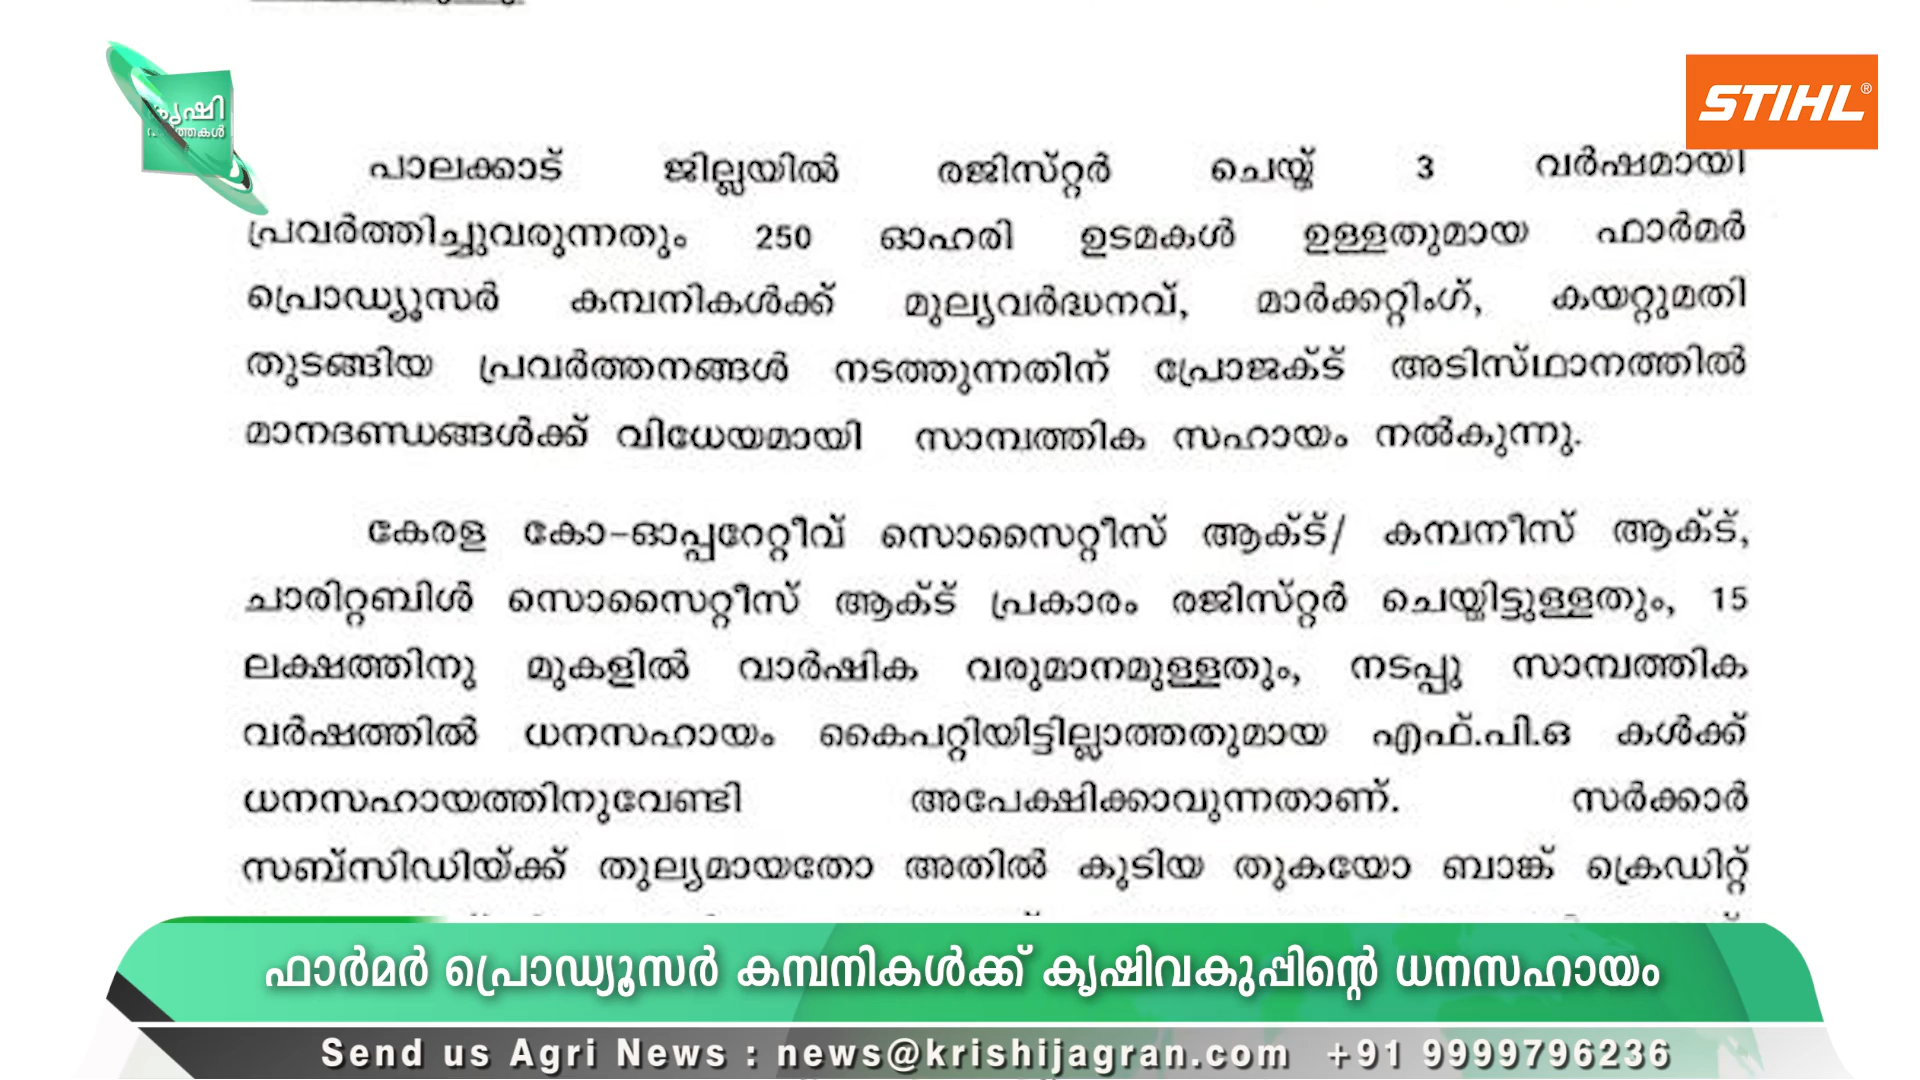 കൃഷി
വാർത്തകൾ
STIHL®
പാലക്കാട് ജില്ലയിൽ രജിസ്റ്റർ ചെയ്ത് 3 വർഷമായി
പ്രവർത്തിച്ചുവരുന്നതും 250 ഓഹരി ഉടമകൾ ഉള്ളതുമായ ഫാർമർ
പ്രൊഡ്യൂസർ കമ്പനികൾക്ക് മുല്യവർദ്ധനവ്, മാർക്കറ്റിംഗ്, കയറ്റുമതി
തുടങ്ങിയ പ്രവർത്തനങ്ങൾ നടത്തുന്നതിന് പ്രോജക്ട് അടിസ്ഥാനത്തിൽ
മാനദണ്ഡങ്ങൾക്ക് വിധേയമായി സാമ്പത്തിക സഹായം നൽകുന്നു.
കേരള കോ-ഓപ്പറേറ്റീവ് സൊസൈറ്റീസ് ആക്ട്/ കമ്പനീസ് ആക്ട്,
ചാരിറ്റബിൾ സൊസൈറ്റീസ് ആക്ട് പ്രകാരം രജിസ്റ്റർ ചെയ്തിട്ടുള്ളതും, 15
ലക്ഷത്തിനു മുകളിൽ വാർഷിക വരുമാനമുള്ളതും, നടപ്പു സാമ്പത്തിക
വർഷത്തിൽ ധനസഹായം കൈപറ്റിയിട്ടില്ലാത്തതുമായ എഫ്.പി.ഒ കൾക്ക്
ധനസഹായത്തിനുവേണ്ടി അപേക്ഷിക്കാവുന്നതാണ്. സർക്കാർ
സബ്സിഡിയ്ക്ക് തുല്യമായതോ അതിൽ കുടിയ തുകയോ ബാങ്ക് ക്രെഡിറ്റ്
ഫാർമർ പ്രൊഡ്യൂസർ കമ്പനികൾക്ക് കൃഷിവകുപ്പിന്റെ ധനസഹായം
Send us Agri News : news@krishijagran.com +91 9999796236